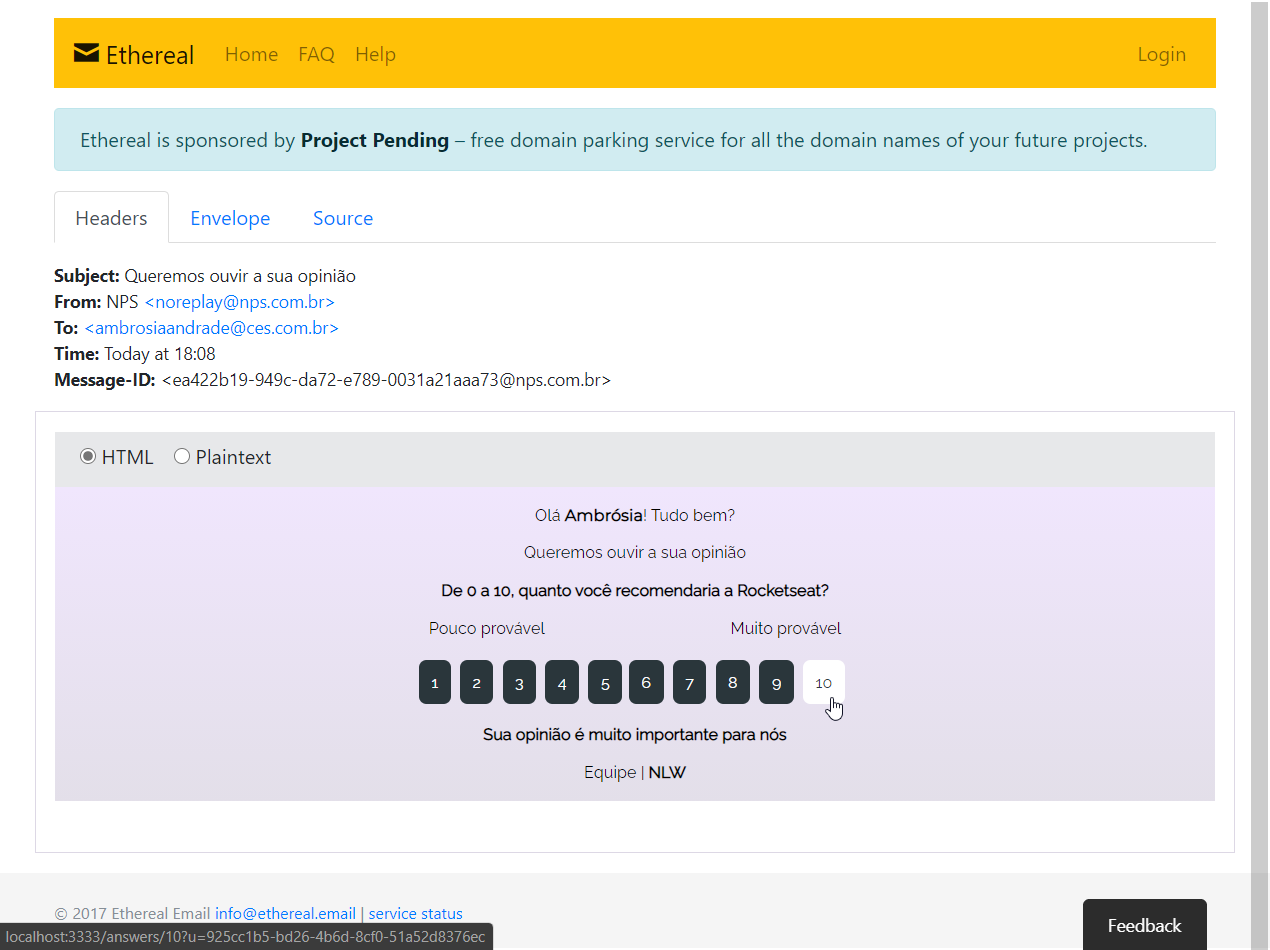 Ethereal Home FAQ Help Login
Ethereal is sponsored by Project Pending – free domain parking service for all the domain names of your future projects.
Headers Envelope Source
Subject: Queremos ouvir a sua opinião
From: NPS <noreplay@nps.com.br>
To: <ambrosiaandrade@ces.com.br>
Time: Today at 18:08
Message-ID: <ea422b19-949c-da72-e789-0031a21aaa73@nps.com.br>
HTML Plaintext
Olá Ambrósia! Tudo bem?
Queremos ouvir a sua opinião
De 0 a 10, quanto você recomendaria a Rocketseat?
Pouco provável Muito provável
1 2 3 4 5 6 7 8 9 10
Sua opinião é muito importante para nós
Equipe | NLW
© 2017 Ethereal Email info@ethereal.email | service status
Feedback
localhost:3333/answers/10?u=925cc1b5-bd26-4b6d-8cf0-51a52d8376ec